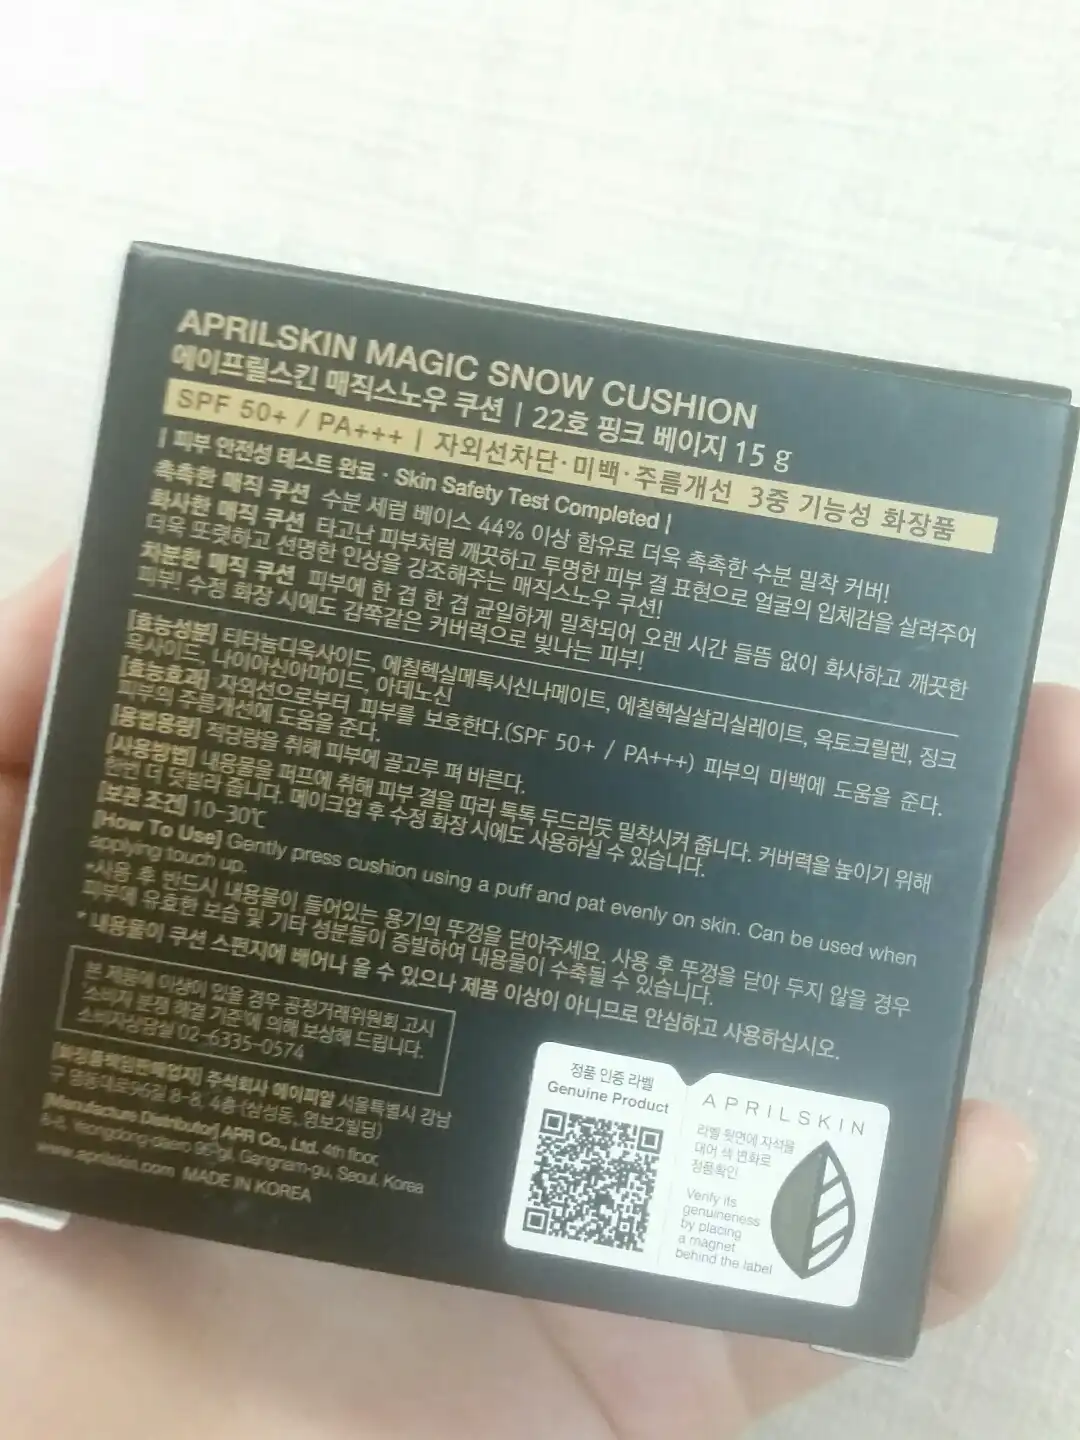 APRILSKIN MAGIC SNOW CUSHION
에이프릴스킨 매직스노우 쿠션 | 22호 핑크 베이지 15 g
SPF 50+ / PA+++ | 자외선차단·미백·주름개선 3중 기능성 화장품
| 피부 안전성 테스트 완료 · Skin Safety Test Completed |
촉촉한 매직 쿠션 수분 세럼 베이스 44% 이상 함유로 더욱 촉촉한 수분 밀착 커버!
화사한 매직 쿠션 타고난 피부처럼 깨끗하고 투명한 피부 결 표현으로 얼굴의 입체감을 살려주어
더욱 또렷하고 선명한 인상을 강조해주는 매직스노우 쿠션!
차분한 매직 쿠션 피부에 한 겹 한 겹 균일하게 밀착되어 오랜 시간 들뜸 없이 화사하고 깨끗한
피부! 수정 화장 시에도 감쪽같은 커버력으로 빛나는 피부!
[효능성분] 티타늄디옥사이드, 에칠헥실메톡시신나메이트, 에칠헥실살리실레이트, 옥토크릴렌, 징크
옥사이드, 나이아신아마이드, 아데노신
[효능효과] 자외선으로부터 피부를 보호한다.(SPF 50+ / PA+++) 피부의 미백에 도움을 준다.
피부의 주름개선에 도움을 준다.
[용법용량] 적당량을 취해 피부에 골고루 펴 바른다.
[사용방법] 내용물을 퍼프에 취해 피부 결을 따라 톡톡 두드리듯 밀착시켜 줍니다. 커버력을 높이기 위해
한번 더 덧발라 줍니다. 메이크업 후 수정 화장 시에도 사용하실 수 있습니다.
[보관 조건] 10-30℃
[How To Use] Gently press cushion using a puff and pat evenly on skin. Can be used when
applying touch up.
*사용 후 반드시 내용물이 들어있는 용기의 뚜껑을 닫아주세요. 사용 후 뚜껑을 닫아 두지 않을 경우
피부에 유효한 보습 및 기타 성분들이 증발하여 내용물이 수축될 수 있습니다.
* 내용물이 쿠션 스펀지에 배어나 올 수 있으나 제품 이상이 아니므로 안심하고 사용하십시오.
본 제품에 이상이 있을 경우 공정거래위원회 고시
'소비자 분쟁 해결 기준'에 의해 보상해 드립니다.
소비자상담실 02-6335-0574
[화장품책임판매업자] 주식회사 에이피알 서울특별시 강남
구 영동대로96길 8-8, 4층 (삼성동, 영보2빌딩)
[Manufacture Distributor] APR Co., Ltd. 4th floor,
8-8, Yeongdong-daero 96-gil, Gangnam-gu, Seoul, Korea
www.aprilskin.com MADE IN KOREA
정품 인증 라벨
Genuine Product
APRILSKIN
라벨 뒷면에 자석을
대어 색 변화로
정품확인
Verify its
genuineness
by placing
a magnet
behind the label